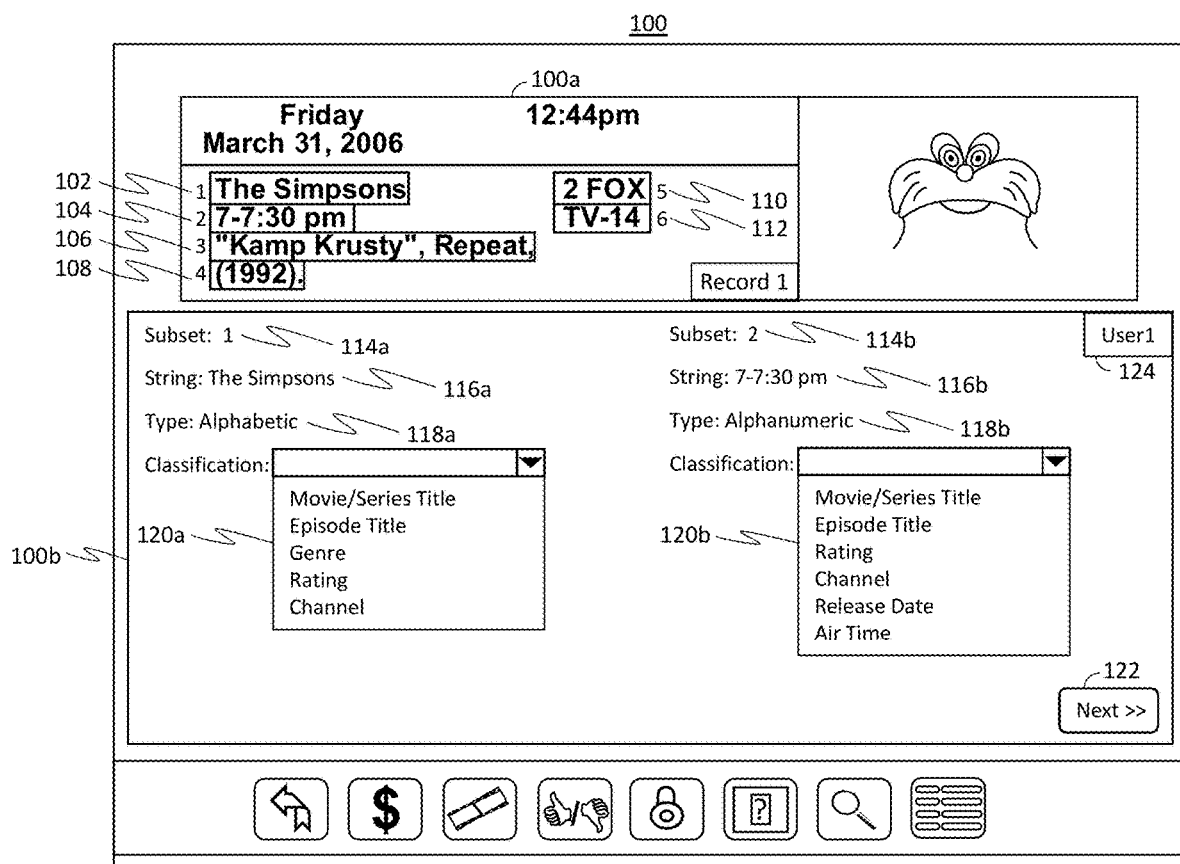 100
100a
Friday 12:44pm
March 31, 2006
102 1 The Simpsons 2 FOX 5 110
104 2 7-7:30 pm TV-14 6 112
106 3 "Kamp Krusty", Repeat,
108 4 (1992).
Record 1
Subset: 1 114a Subset: 2 114b User1
124
String: The Simpsons 116a String: 7-7:30 pm 116b
Type: Alphabetic 118a Type: Alphanumeric 118b
Classification: Classification:
Movie/Series Title Movie/Series Title
120a Episode Title 120b Episode Title
100b Genre Rating
Rating Channel
Channel Release Date
Air Time
122
Next >>
$ ?